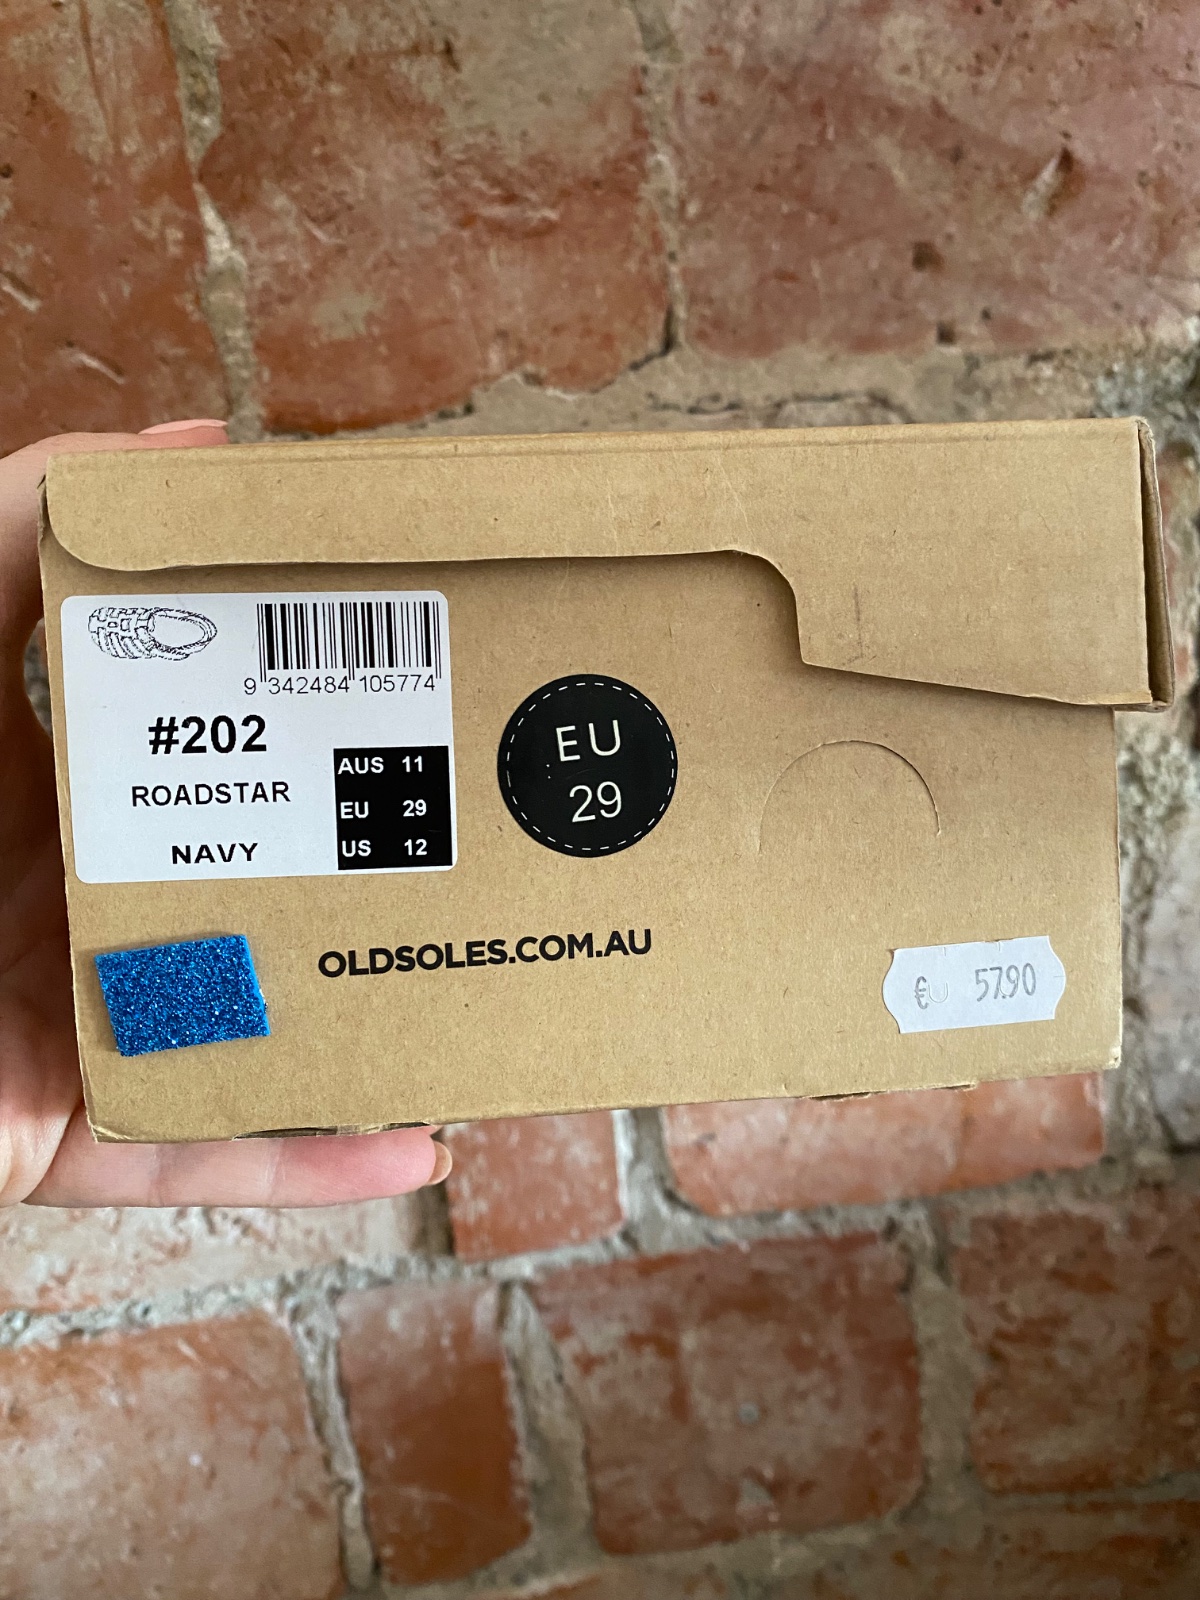 9 342484 105774
#202
ROADSTAR
NAVY
AUS 11
EU 29
US 12
EU
29
OLDSOLES.COM.AU
€ 57.90